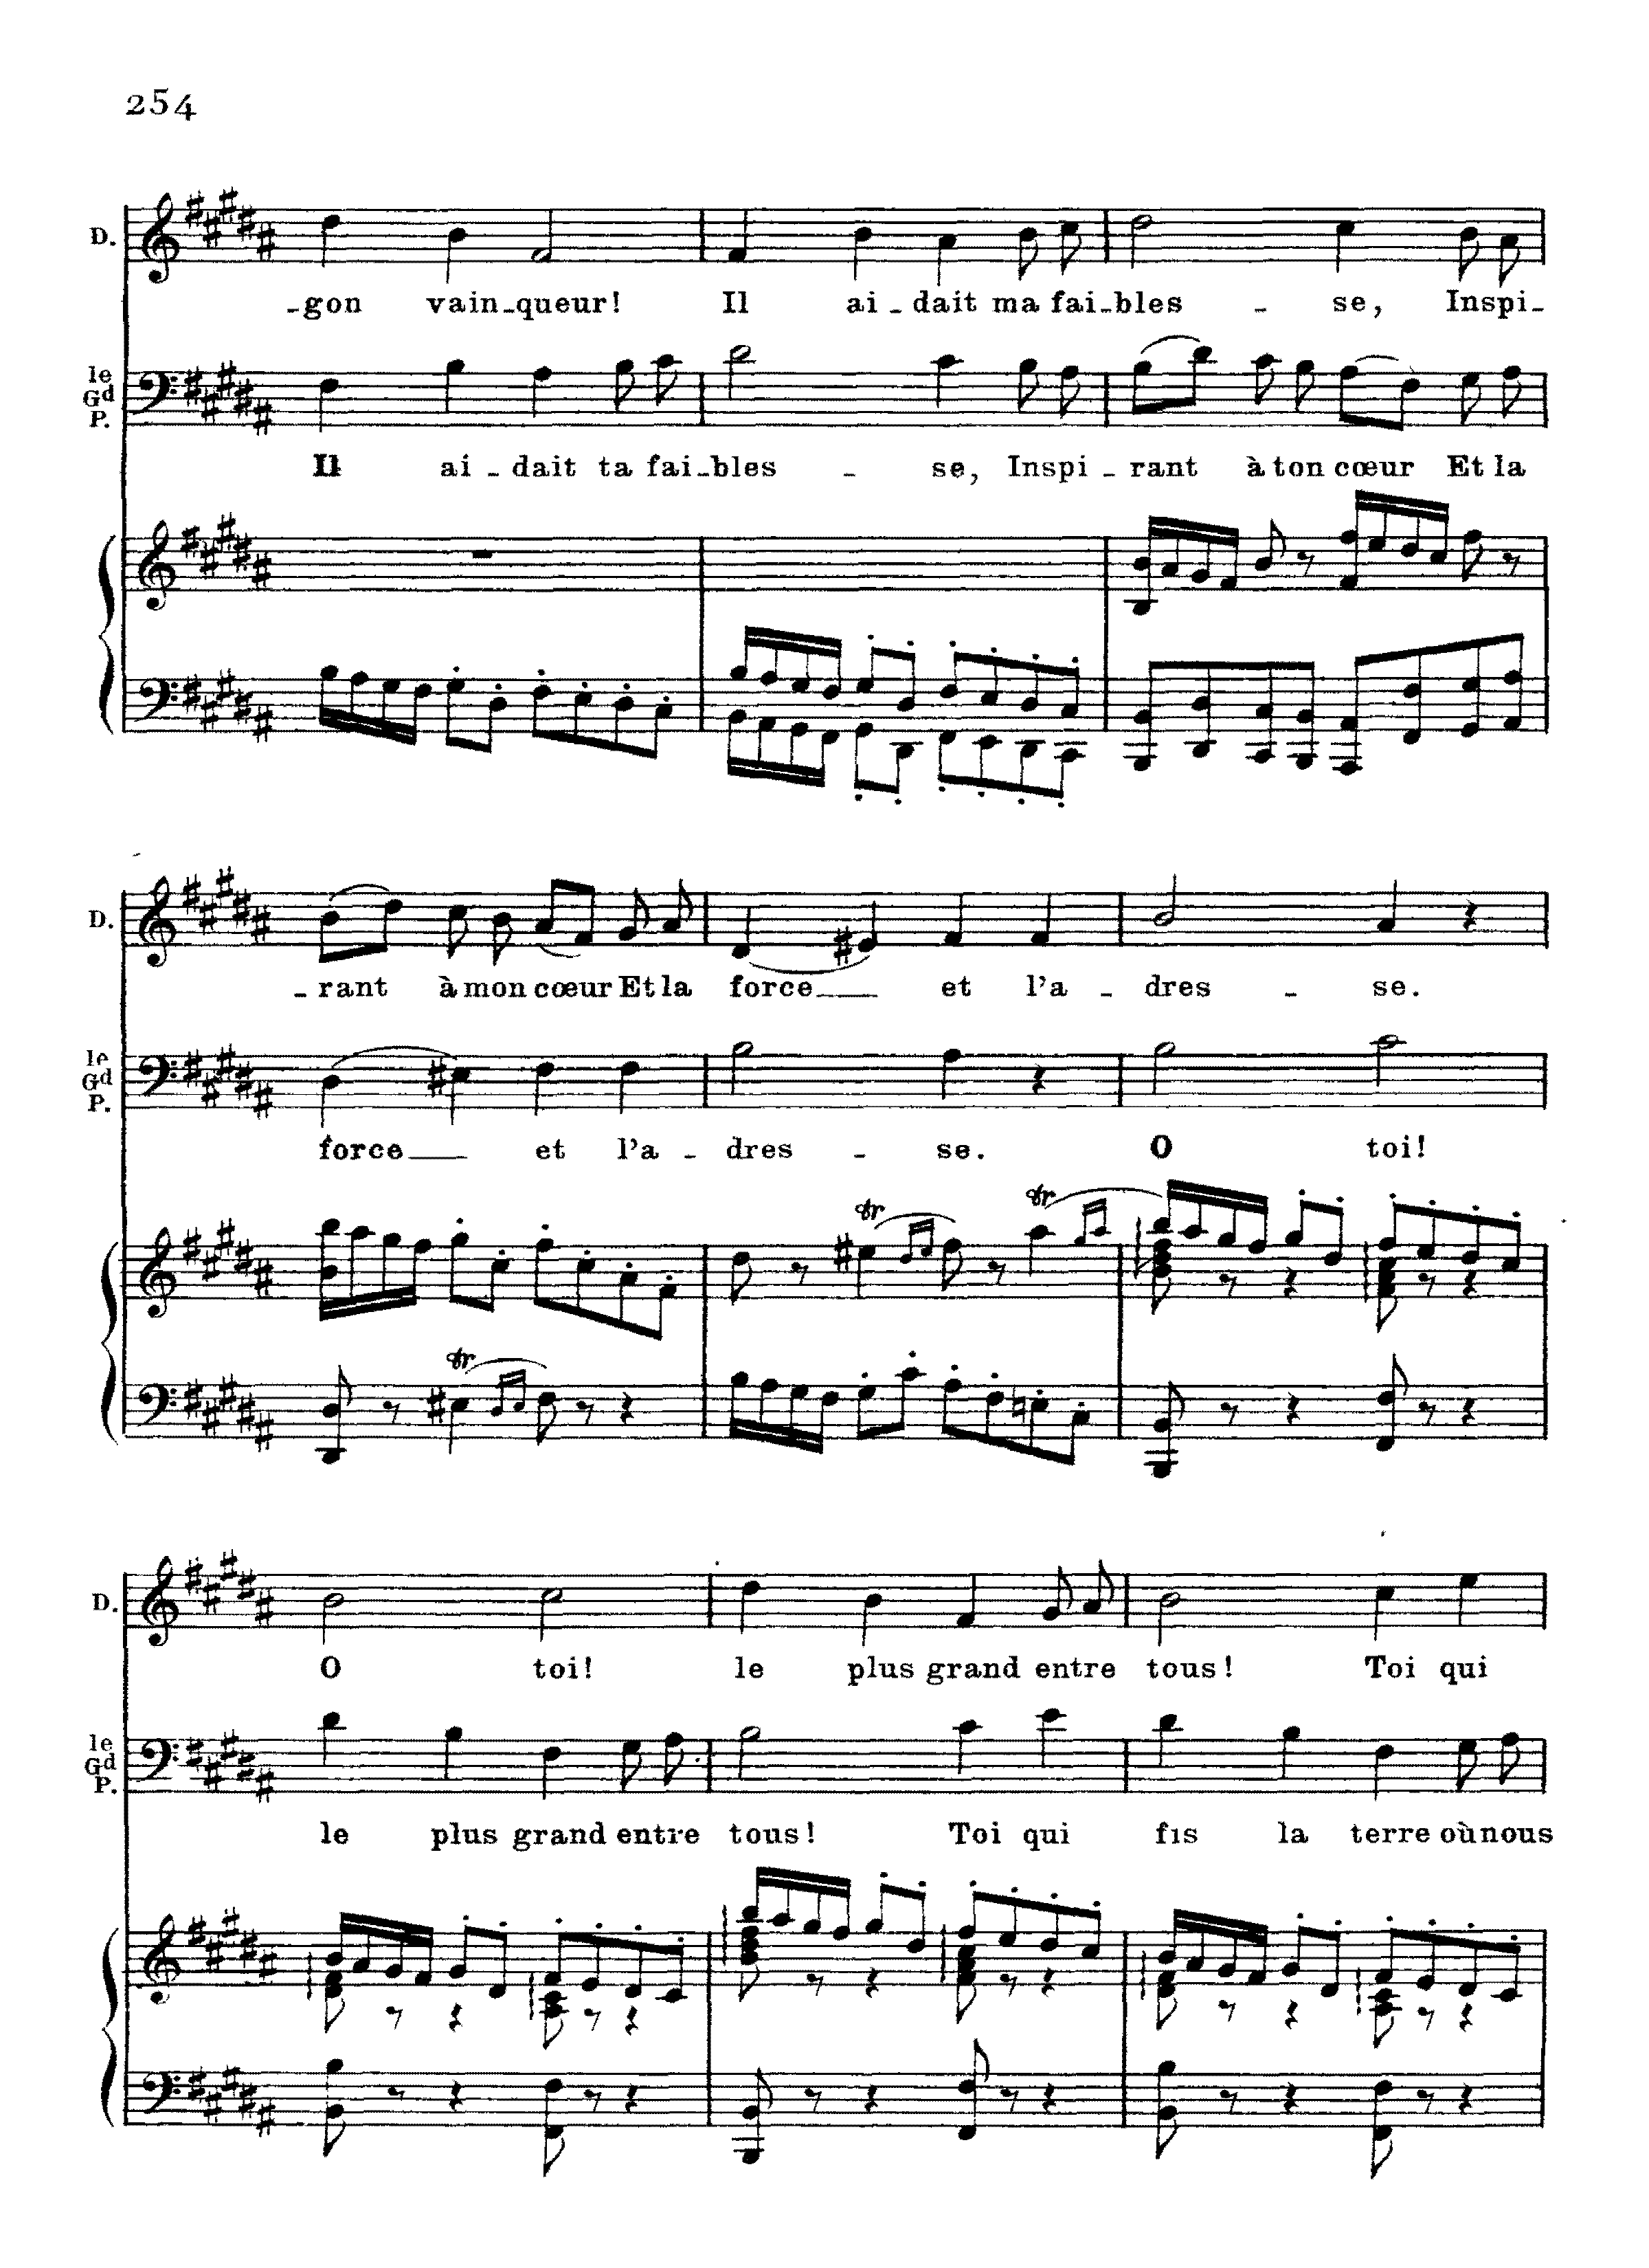 254
D.
-gon vain-queur! Il ai-dait ma fai-bles - se, Inspi-
le Gd P.
Il ai-dait ta fai-bles - se, Inspi-rant à ton cœur Et la
D.
-rant à mon cœur Et la force et l'a-dres - se.
le Gd P.
force et l'a-dres - se. O toi!
tr tr
tr
D.
O toi! le plus grand entre tous! Toi qui
le Gd P.
le plus grand entre tous! Toi qui fis la terre où nous